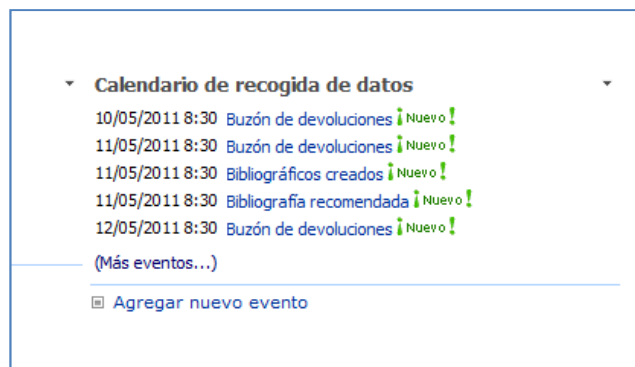 Calendario de recogida de datos
10/05/2011 8:30 Buzón de devoluciones ¡Nuevo!
11/05/2011 8:30 Buzón de devoluciones ¡Nuevo!
11/05/2011 8:30 Bibliográficos creados ¡Nuevo!
11/05/2011 8:30 Bibliografía recomendada ¡Nuevo!
12/05/2011 8:30 Buzón de devoluciones ¡Nuevo!
(Más eventos...)
Agregar nuevo evento